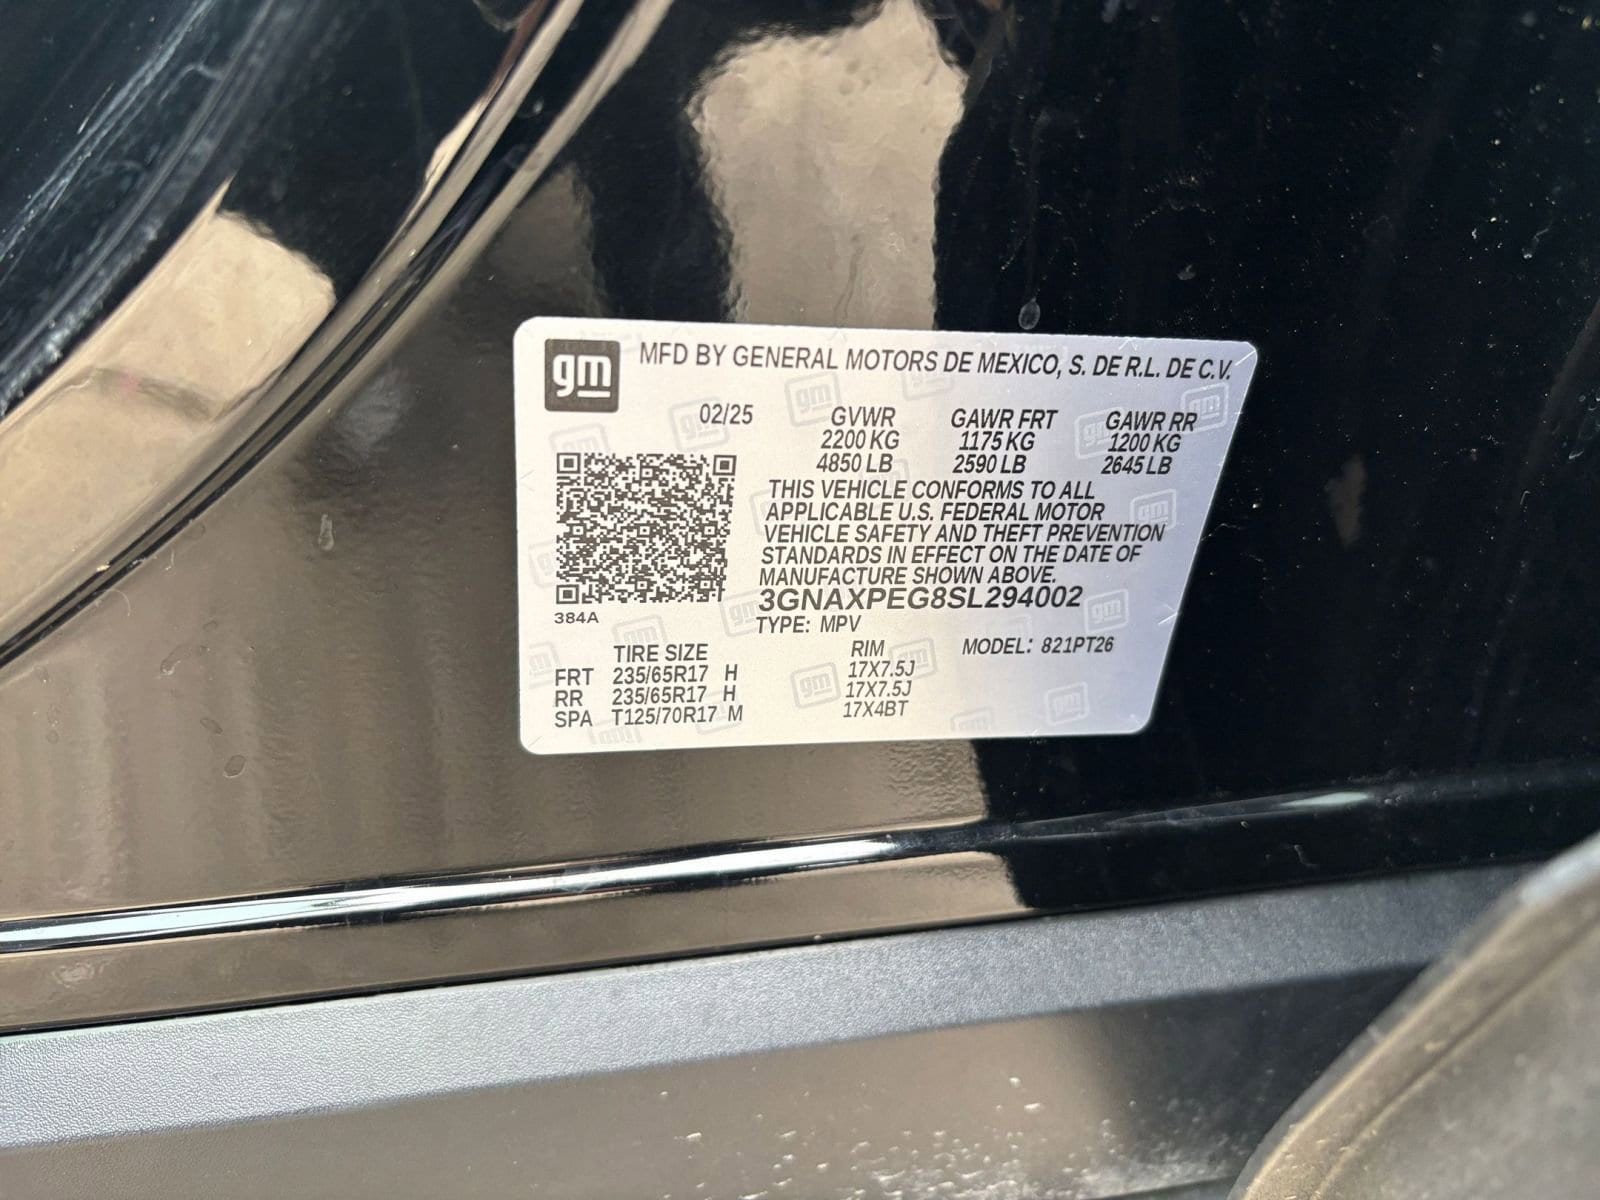 gm MFD BY GENERAL MOTORS DE MEXICO, S. DE R.L. DE C.V.
02/25 GVWR GAWR FRT GAWR RR
2200 KG 1175 KG 1200 KG
4850 LB 2590 LB 2645 LB
THIS VEHICLE CONFORMS TO ALL
APPLICABLE U.S. FEDERAL MOTOR
VEHICLE SAFETY AND THEFT PREVENTION
STANDARDS IN EFFECT ON THE DATE OF
MANUFACTURE SHOWN ABOVE.
3GNAXPEG8SL294002
384A
TYPE: MPV
TIRE SIZE RIM MODEL: 821PT26
FRT 235/65R17 H 17X7.5J
RR 235/65R17 H 17X7.5J
SPA T125/70R17 M 17X4BT